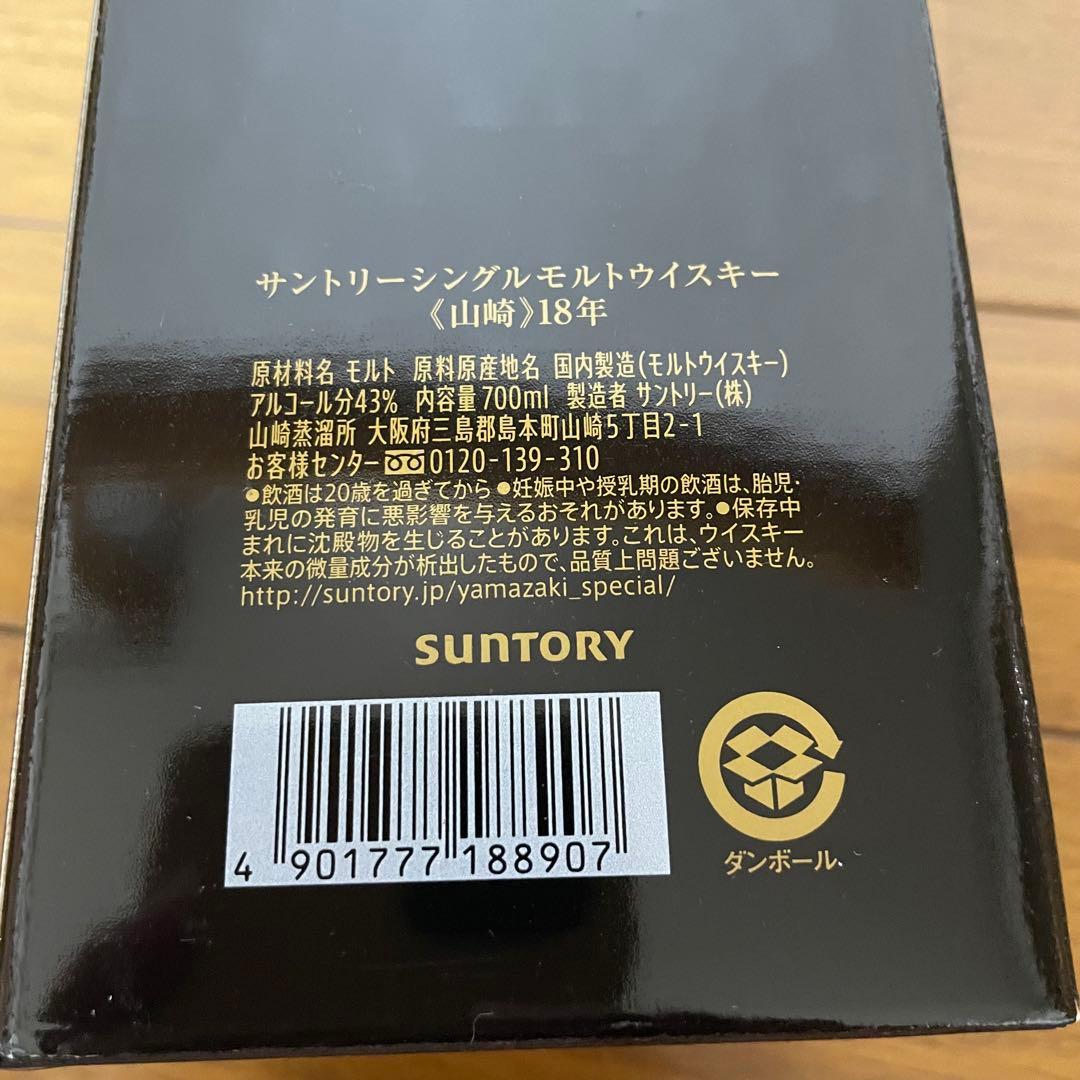 サントリーシングルモルトウイスキー
《山崎》18年
原材料名 モルト 原料原産地名 国内製造(モルトウイスキー)
アルコール分43% 内容量700ml 製造者 サントリー(株)
山崎蒸溜所 大阪府三島郡島本町山崎5丁目2-1
お客様センター 0120-139-310
●飲酒は20歳を過ぎてから ●妊娠中や授乳期の飲酒は、胎児・
乳児の発育に悪影響を与えるおそれがあります。●保存中
まれに沈殿物を生じることがあります。これは、ウイスキー
本来の微量成分が析出したもので、品質上問題ございません。
http://suntory.jp/yamazaki_special/
SUNTORY
4 901777 188907
ダンボール